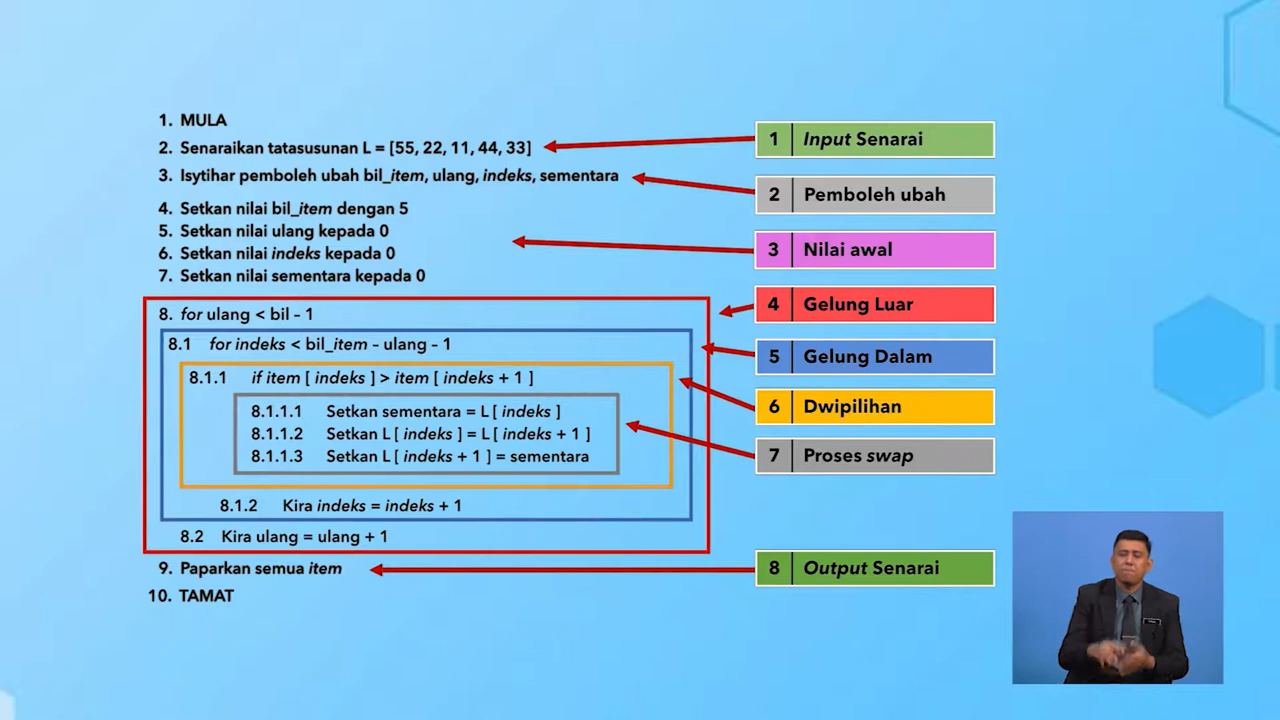 1. MULA
2. Senaraikan tatasusunan L = [55, 22, 11, 44, 33]
3. Isytihar pemboleh ubah bil_item, ulang, indeks, sementara
4. Setkan nilai bil_item dengan 5
5. Setkan nilai ulang kepada 0
6. Setkan nilai indeks kepada 0
7. Setkan nilai sementara kepada 0
8. for ulang < bil – 1
8.1 for indeks < bil_item – ulang – 1
8.1.1 if item [ indeks ] > item [ indeks + 1 ]
8.1.1.1 Setkan sementara = L [ indeks ]
8.1.1.2 Setkan L [ indeks ] = L [ indeks + 1 ]
8.1.1.3 Setkan L [ indeks + 1 ] = sementara
8.1.2 Kira indeks = indeks + 1
8.2 Kira ulang = ulang + 1
9. Paparkan semua item
10. TAMAT
1 Input Senarai
2 Pemboleh ubah
3 Nilai awal
4 Gelung Luar
5 Gelung Dalam
6 Dwipilihan
7 Proses swap
8 Output Senarai